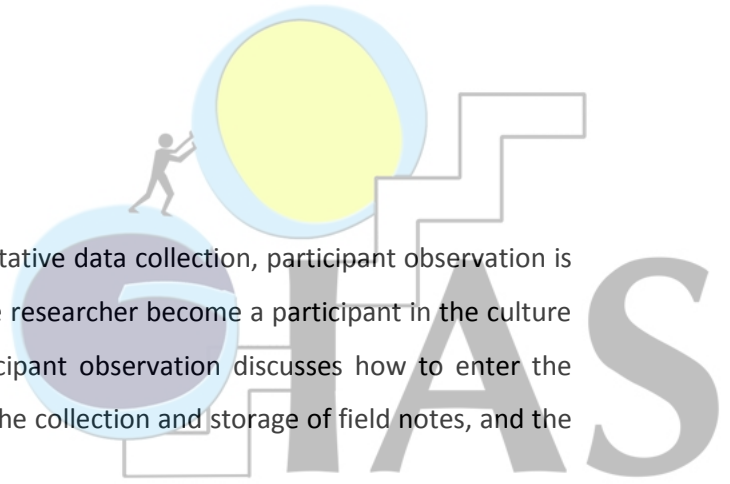 tative data collection, participant observation is
e researcher become a participant in the culture
cipant observation discusses how to enter the
he collection and storage of field notes, and the
IAS